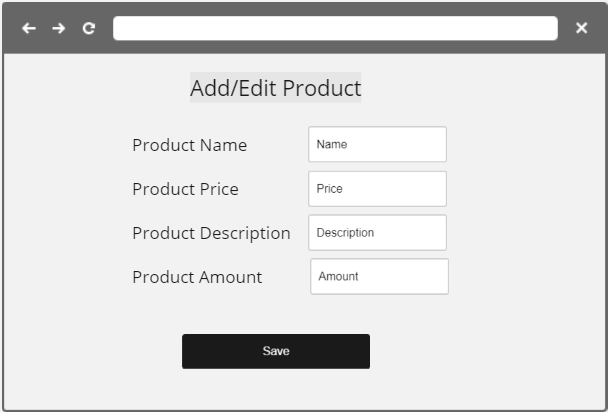 Add/Edit Product
Product Name Name
Product Price Price
Product Description Description
Product Amount Amount
Save